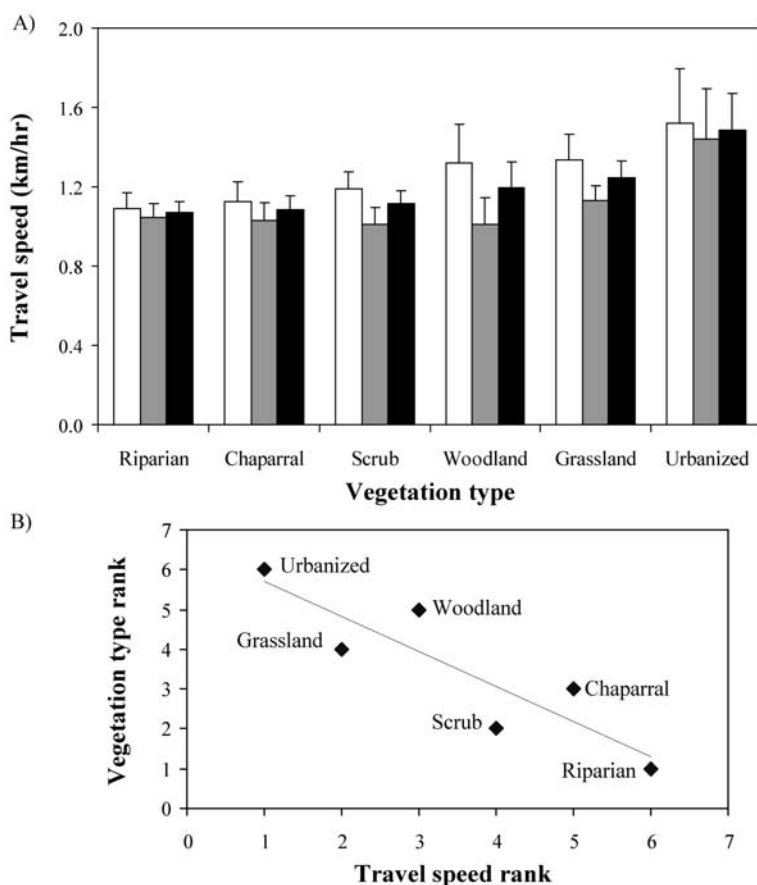 A)
Travel speed (km/hr)
2.0
1.6
1.2
0.8
0.4
0.0
Riparian Chaparral Scrub Woodland Grassland Urbanized
Vegetation type
B)
Vegetation type rank
7
6
5
4
3
2
1
0
Urbanized
Woodland
Grassland
Chaparral
Scrub
Riparian
0 1 2 3 4 5 6 7
Travel speed rank